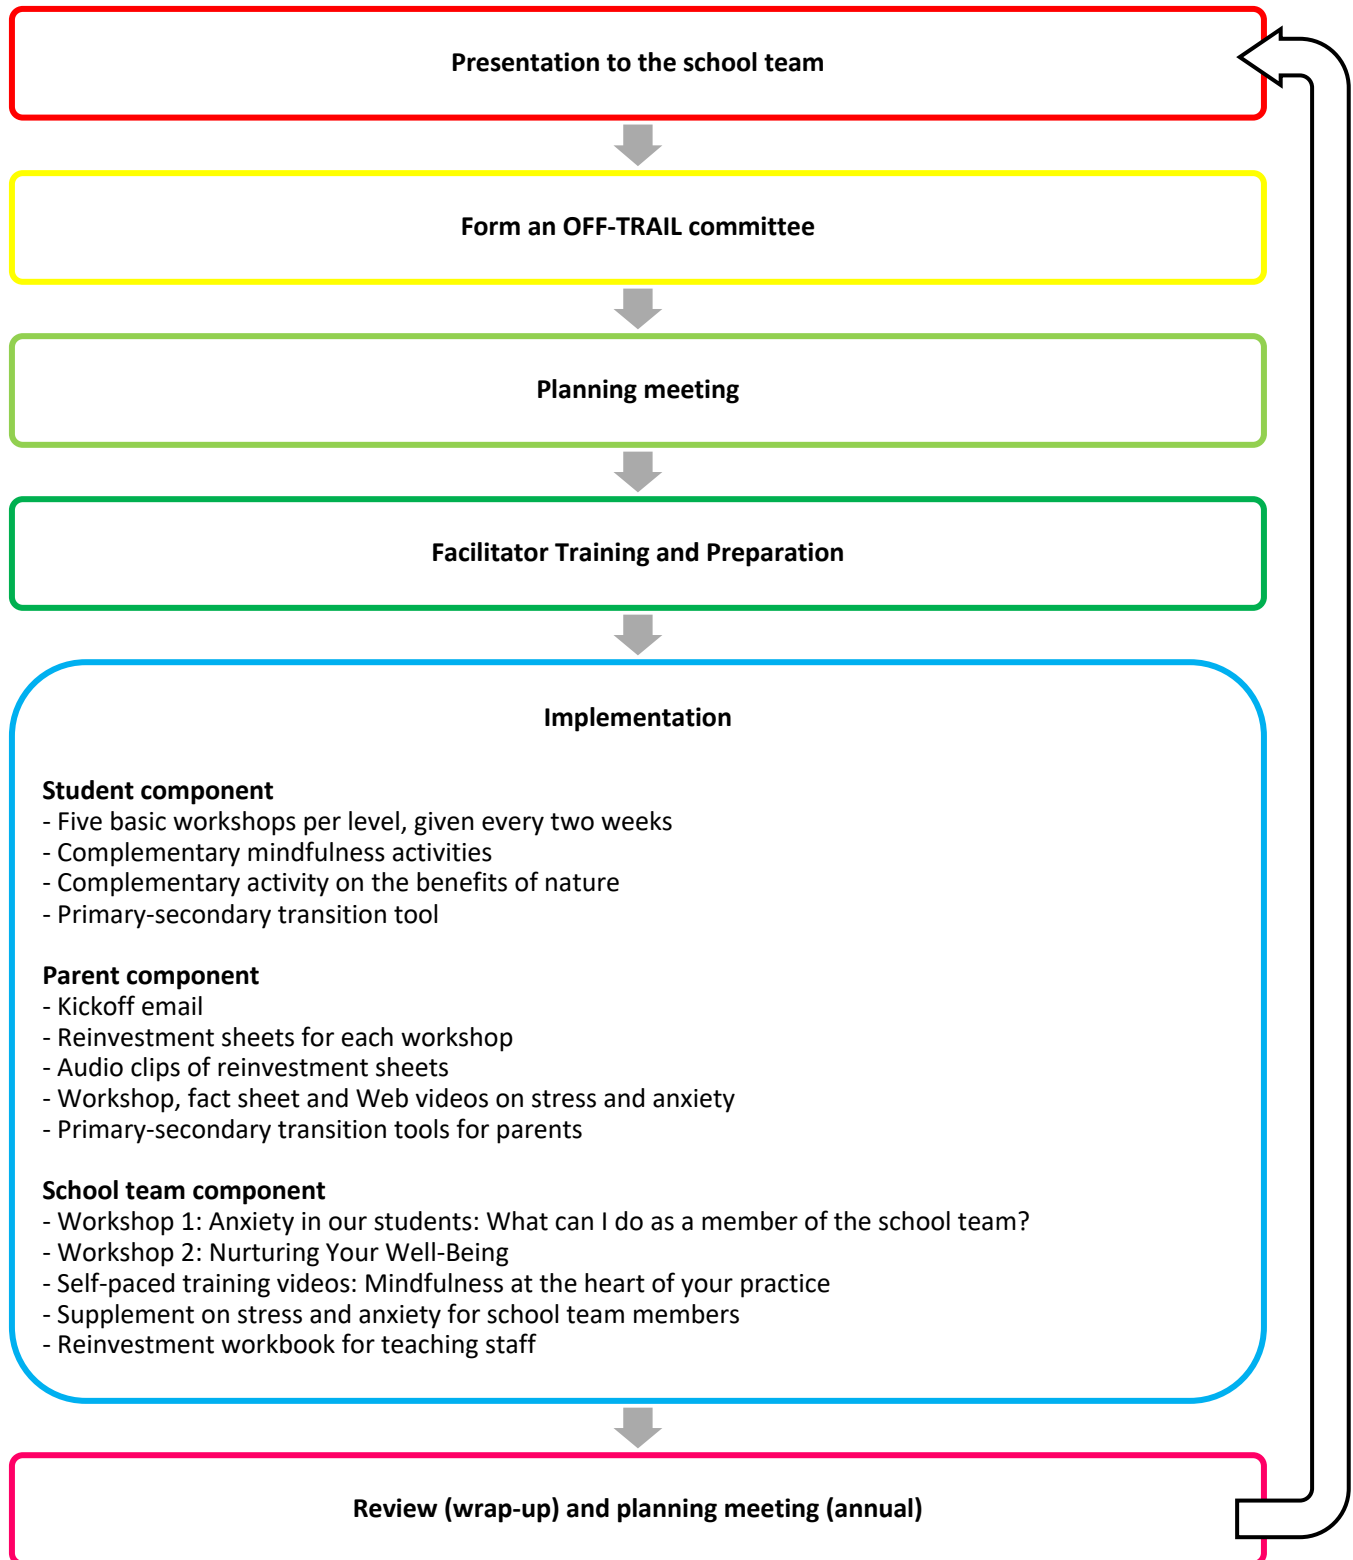 Presentation to the school team
Form an OFF-TRAIL committee
Planning meeting
Facilitator Training and Preparation
Implementation
Student component
- Five basic workshops per level, given every two weeks
- Complementary mindfulness activities
- Complementary activity on the benefits of nature
- Primary-secondary transition tool
Parent component
- Kickoff email
- Reinvestment sheets for each workshop
- Audio clips of reinvestment sheets
- Workshop, fact sheet and Web videos on stress and anxiety
- Primary-secondary transition tools for parents
School team component
- Workshop 1: Anxiety in our students: What can I do as a member of the school team?
- Workshop 2: Nurturing Your Well-Being
- Self-paced training videos: Mindfulness at the heart of your practice
- Supplement on stress and anxiety for school team members
- Reinvestment workbook for teaching staff
Review (wrap-up) and planning meeting (annual)